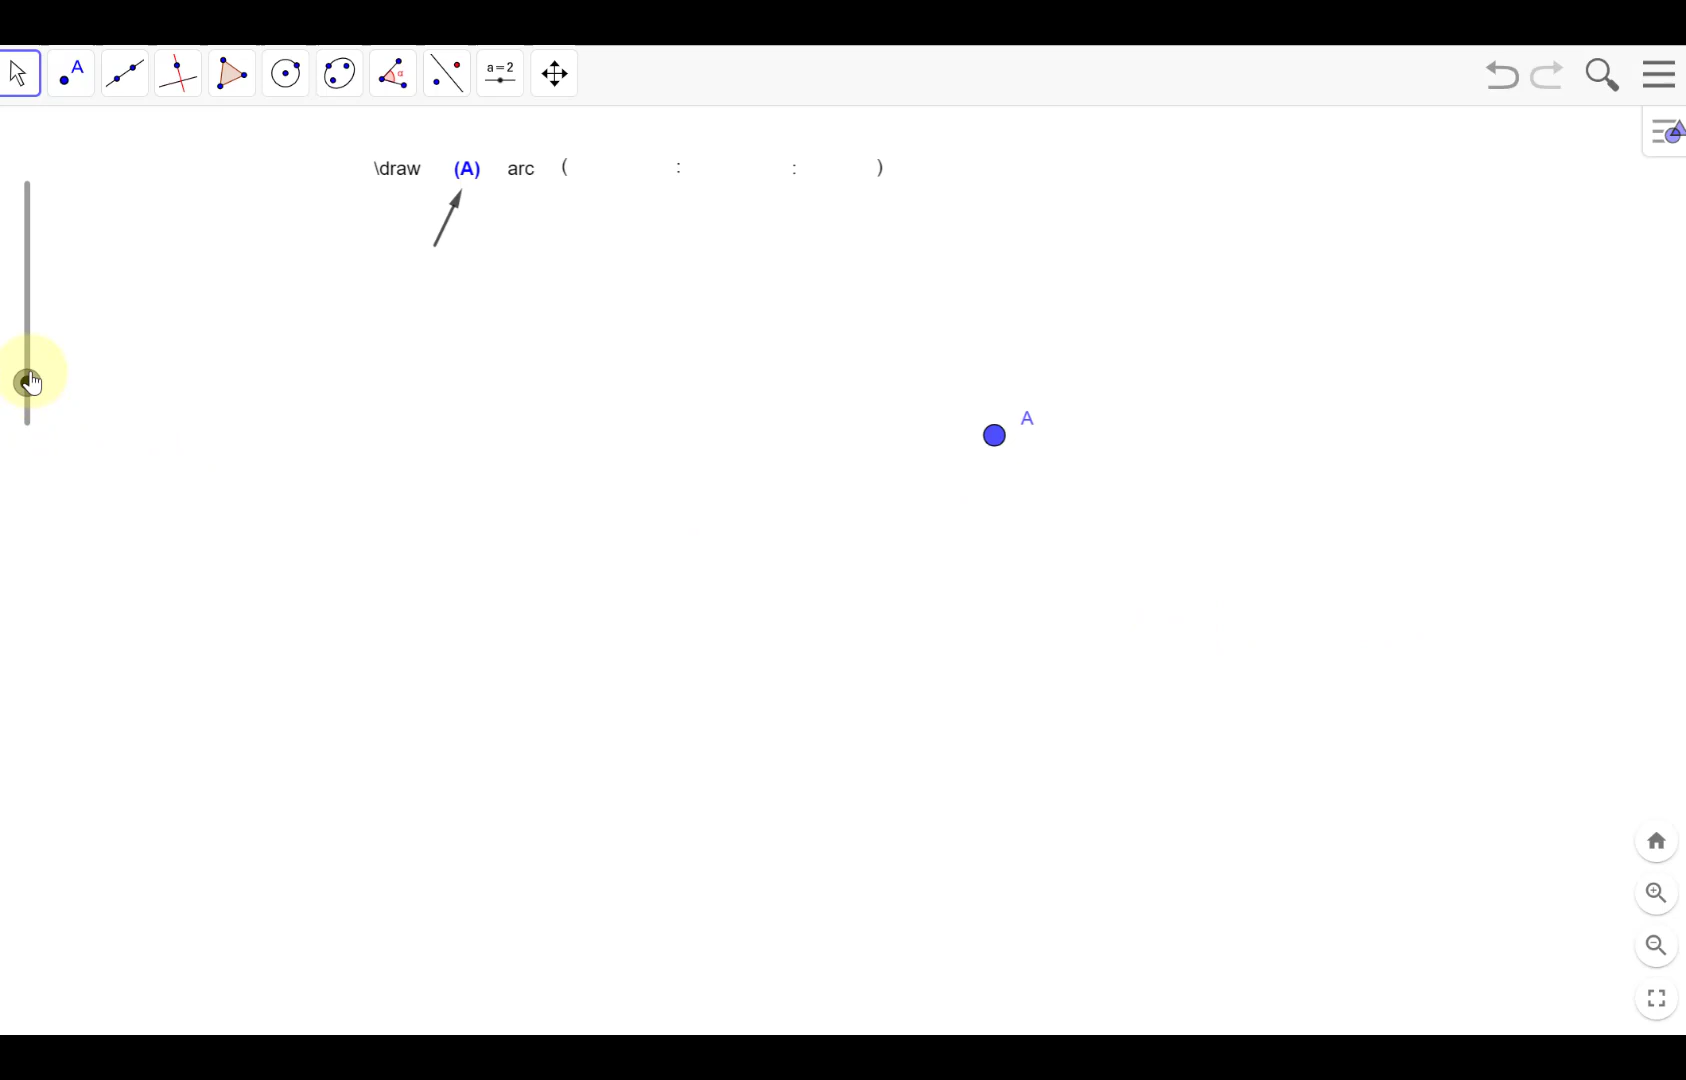 A
α
a=2
\draw (A) arc ( : : )
A